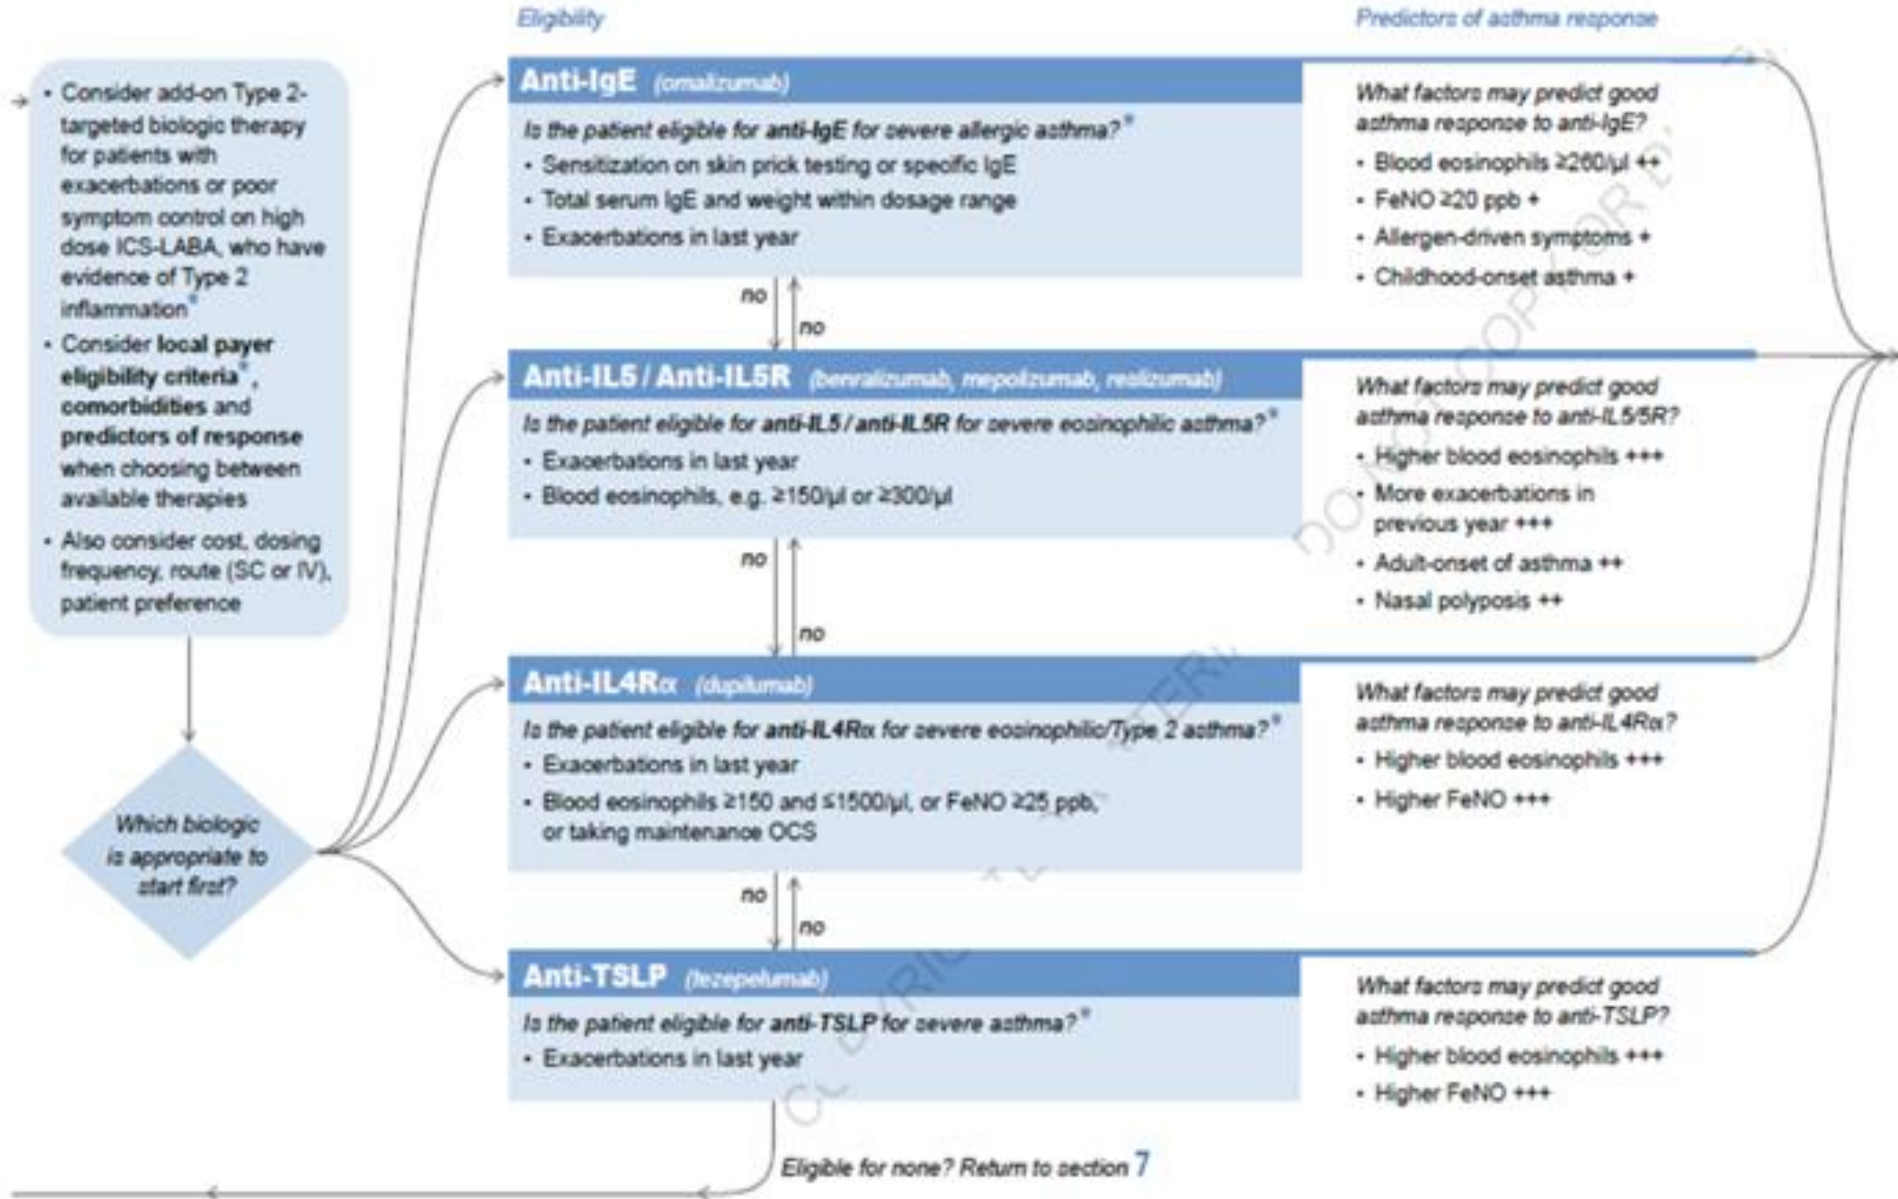 Eligibility
Predictors of asthma response
• Consider add-on Type 2-
targeted biologic therapy
for patients with
exacerbations or poor
symptom control on high
dose ICS-LABA, who have
evidence of Type 2
inflammation*
• Consider local payer
eligibility criteria*,
comorbidities and
predictors of response
when choosing between
available therapies
• Also consider cost, dosing
frequency, route (SC or IV),
patient preference
Which biologic
is appropriate to
start first?
Anti-IgE (omalizumab)
Is the patient eligible for anti-IgE for severe allergic asthma?*
• Sensitization on skin prick testing or specific IgE
• Total serum IgE and weight within dosage range
• Exacerbations in last year
What factors may predict good
asthma response to anti-IgE?
• Blood eosinophils ≥260/µl ++
• FeNO ≥20 ppb +
• Allergen-driven symptoms +
• Childhood-onset asthma +
no
no
Anti-IL5 / Anti-IL5R (benralizumab, mepolizumab, reslizumab)
Is the patient eligible for anti-IL5 / anti-IL5R for severe eosinophilic asthma?*
• Exacerbations in last year
• Blood eosinophils, e.g. ≥150/µl or ≥300/µl
What factors may predict good
asthma response to anti-IL5/5R?
• Higher blood eosinophils +++
• More exacerbations in
previous year +++
• Adult-onset of asthma ++
• Nasal polyposis ++
no
no
Anti-IL4Rα (dupilumab)
Is the patient eligible for anti-IL4Rα for severe eosinophilic/Type 2 asthma?*
• Exacerbations in last year
• Blood eosinophils ≥150 and ≤1500/µl, or FeNO ≥25 ppb,
or taking maintenance OCS
What factors may predict good
asthma response to anti-IL4Rα?
• Higher blood eosinophils +++
• Higher FeNO +++
no
no
Anti-TSLP (tezepelumab)
Is the patient eligible for anti-TSLP for severe asthma?*
• Exacerbations in last year
What factors may predict good
asthma response to anti-TSLP?
• Higher blood eosinophils +++
• Higher FeNO +++
Eligible for none? Return to section 7